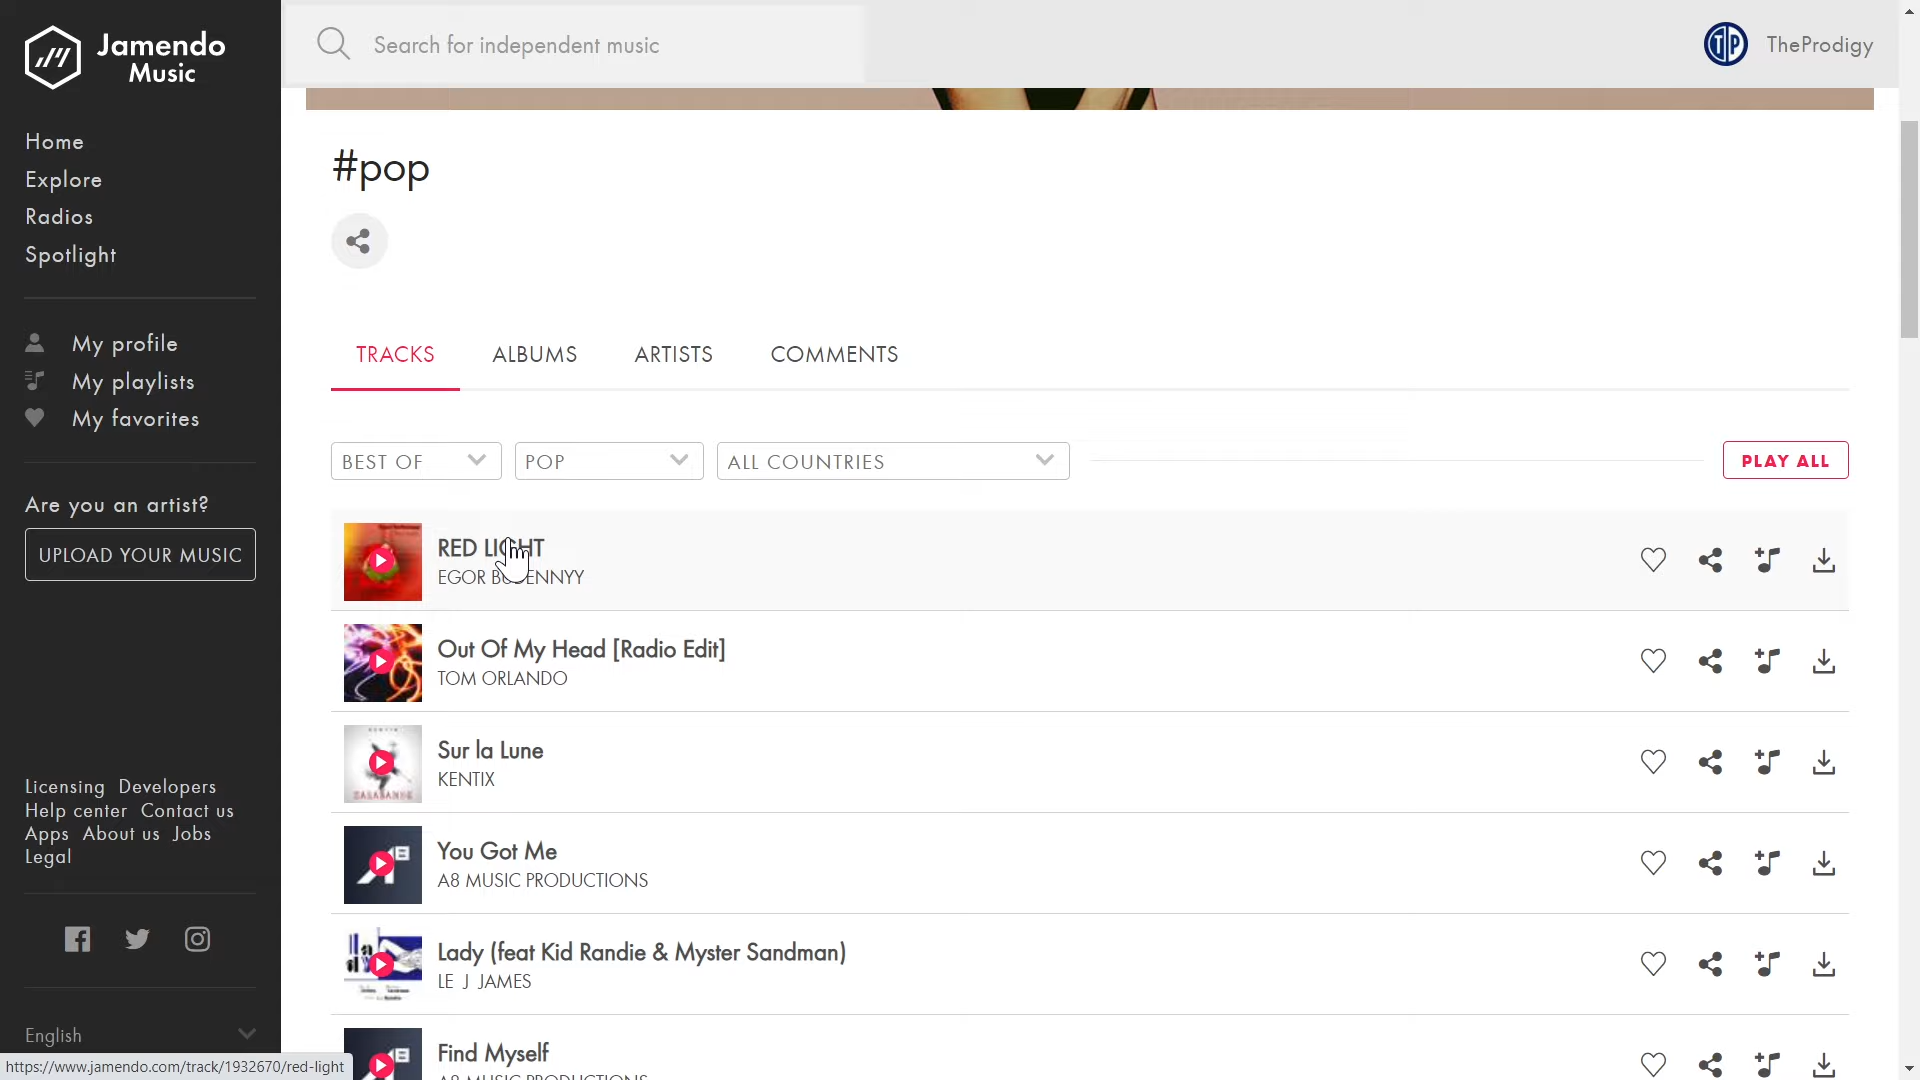 Jamendo
Music
Search for independent music
TP
TheProdigy
Home
Explore
Radios
Spotlight
My profile
My playlists
My favorites
Are you an artist?
UPLOAD YOUR MUSIC
Licensing Developers
Help center Contact us
Apps About us Jobs
Legal
English
#pop
TRACKS ALBUMS ARTISTS COMMENTS
BEST OF POP ALL COUNTRIES PLAY ALL
RED LIGHT
EGOR
Out Of My Head [Radio Edit]
TOM ORLANDO
Sur la Lune
KENTIX
You Got Me
A8 MUSIC PRODUCTIONS
Lady (feat Kid Randie & Myster Sandman)
LE J JAMES
Find Myself
A8 MUSIC PRODUCTIONS
https://www.jamendo.com/track/1932670/red-light